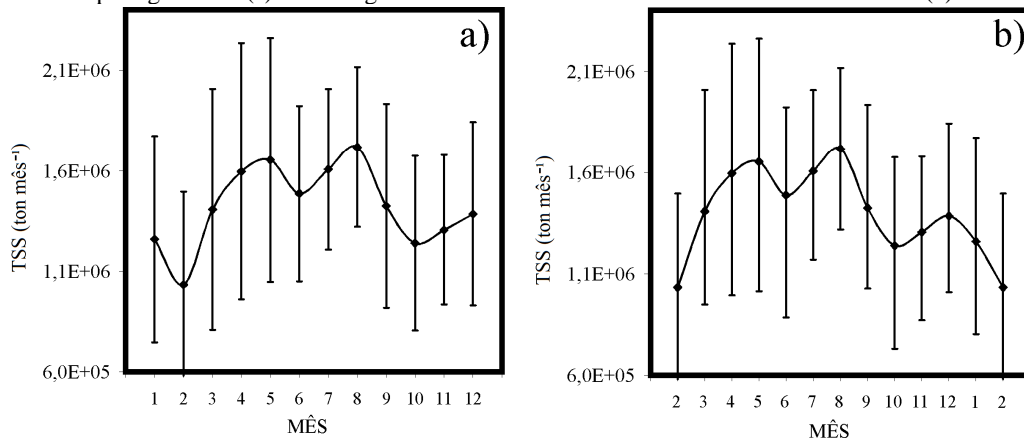 a)
2,1E+06
1,6E+06
1,1E+06
6,0E+05
TSS (ton mês⁻¹)
1 2 3 4 5 6 7 8 9 10 11 12
MÊS
b)
2,1E+06
1,6E+06
1,1E+06
6,0E+05
TSS (ton mês⁻¹)
2 3 4 5 6 7 8 9 10 11 12 1 2
MÊS